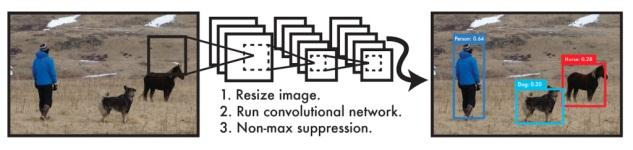 1. Resize image.
2. Run convolutional network.
3. Non-max suppression.
Person: 0.64
Horse: 0.28
Dog: 0.30